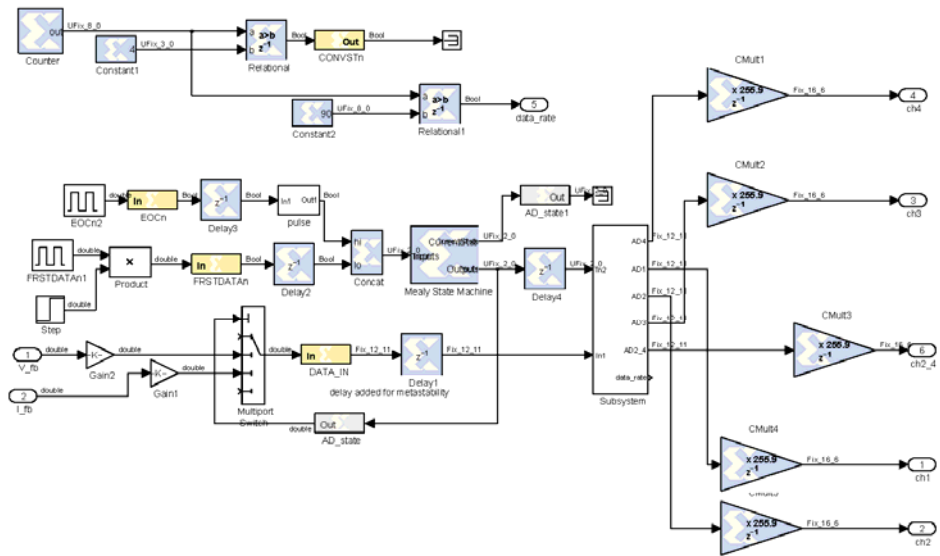 out
UFix_8_0
Counter
4
UFix_3_0
Constant1
a
b
a>b
z-1
Bool
Relational
Out
Bool
CONVSTn
90
UFix_8_0
Constant2
a
b
a>b
z-1
Bool
Relational1
5
data_rate
CMult1
x 255.9
z-1
Fix_16_6
4
ch4
CMult2
x 255.9
z-1
Fix_16_6
3
ch3
EOCn2
double
In
Bool
EOCn
z-1
Bool
Delay3
In1
Out1
Bool
pulse
FRSTDATAn1
double
Product
double
In
Bool
FRSTDATAn
z-1
Bool
Delay2
hi
lo
Concat
Mealy State Machine
Out
AD_state1
z-1
Delay4
Step
double
1
V_fb
double
-K-
Gain2
double
2
I_fb
double
-K-
Gain1
double
Multiport
Switch
double
In
Fix_12_11
DATA_IN
z-1
Fix_12_11
Delay1
delay added for metastability
double
Out
AD_state
In2
In1
AD4
AD1
AD2
AD3
AD2_4
data_rate
Fix_12_11
Fix_12_11
Fix_12_11
Fix_12_11
Fix_12_11
Subsystem
CMult3
x 255.9
z-1
6
ch2_4
CMult4
x 255.9
z-1
Fix_16_6
1
ch1
x 255.9
z-1
Fix_16_6
2
ch2